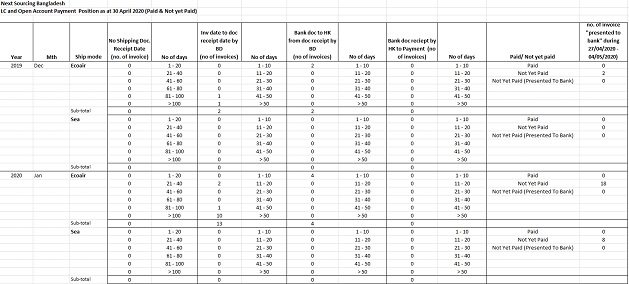 Next Sourcing Bangladesh
LC and Open Account Payment Position as at 30 April 2020 (Paid & Not yet Paid)
Year Mth Ship mode No Shipping Doc. Receipt Date (no. of invoice) No of days Inv date to doc receipt date by BD (no of invoices) No of days Bank doc to HK from doc receipt by BD (no of invoices) No of days Bank doc reciept by HK to Payment (no of invoices) No of days Paid/ Not yet paid no. of invoice "presented to bank" during 27/04/2020 - 04/05/2020)
2019 Dec Ecoair 0 1 - 20 0 1 - 10 2 1 - 10 0 1 - 10 Paid 0
0 21 - 40 0 11 - 20 0 11 - 20 0 11 - 20 Not Yet Paid 2
0 41 - 60 0 21 - 30 0 21 - 30 0 21 - 30 Not Yet Paid (Presented To Bank) 0
0 61 - 80 0 31 - 40 0 31 - 40 0 31 - 40
0 81 - 100 1 41 - 50 0 41 - 50 0 41 - 50
0 > 100 1 > 50 0 > 50 0 > 50
Sub-total 0 2 2 0
Sea 0 1 - 20 0 1 - 10 0 1 - 10 0 1 - 10 Paid 0
0 21 - 40 0 11 - 20 0 11 - 20 0 11 - 20 Not Yet Paid 0
0 41 - 60 0 21 - 30 0 21 - 30 0 21 - 30 Not Yet Paid (Presented To Bank) 0
0 61 - 80 0 31 - 40 0 31 - 40 0 31 - 40
0 81 - 100 0 41 - 50 0 41 - 50 0 41 - 50
0 > 100 0 > 50 0 > 50 0 > 50
Sub-total 0 0 0 0
2020 Jan Ecoair 0 1 - 20 0 1 - 10 4 1 - 10 0 1 - 10 Paid 0
0 21 - 40 2 11 - 20 0 11 - 20 0 11 - 20 Not Yet Paid 18
0 41 - 60 0 21 - 30 0 21 - 30 0 21 - 30 Not Yet Paid (Presented To Bank) 0
0 61 - 80 0 31 - 40 0 31 - 40 0 31 - 40
0 81 - 100 1 41 - 50 0 41 - 50 0 41 - 50
0 > 100 10 > 50 0 > 50 0 > 50
Sub-total 0 13 4 0
Sea 0 1 - 20 0 1 - 10 0 1 - 10 0 1 - 10 Paid 0
0 21 - 40 0 11 - 20 0 11 - 20 0 11 - 20 Not Yet Paid 8
0 41 - 60 0 21 - 30 0 21 - 30 0 21 - 30 Not Yet Paid (Presented To Bank) 0
0 61 - 80 0 31 - 40 0 31 - 40 0 31 - 40
0 81 - 100 0 41 - 50 0 41 - 50 0 41 - 50
0 > 100 0 > 50 0 > 50 0 > 50
Sub-total 0 0 0 0